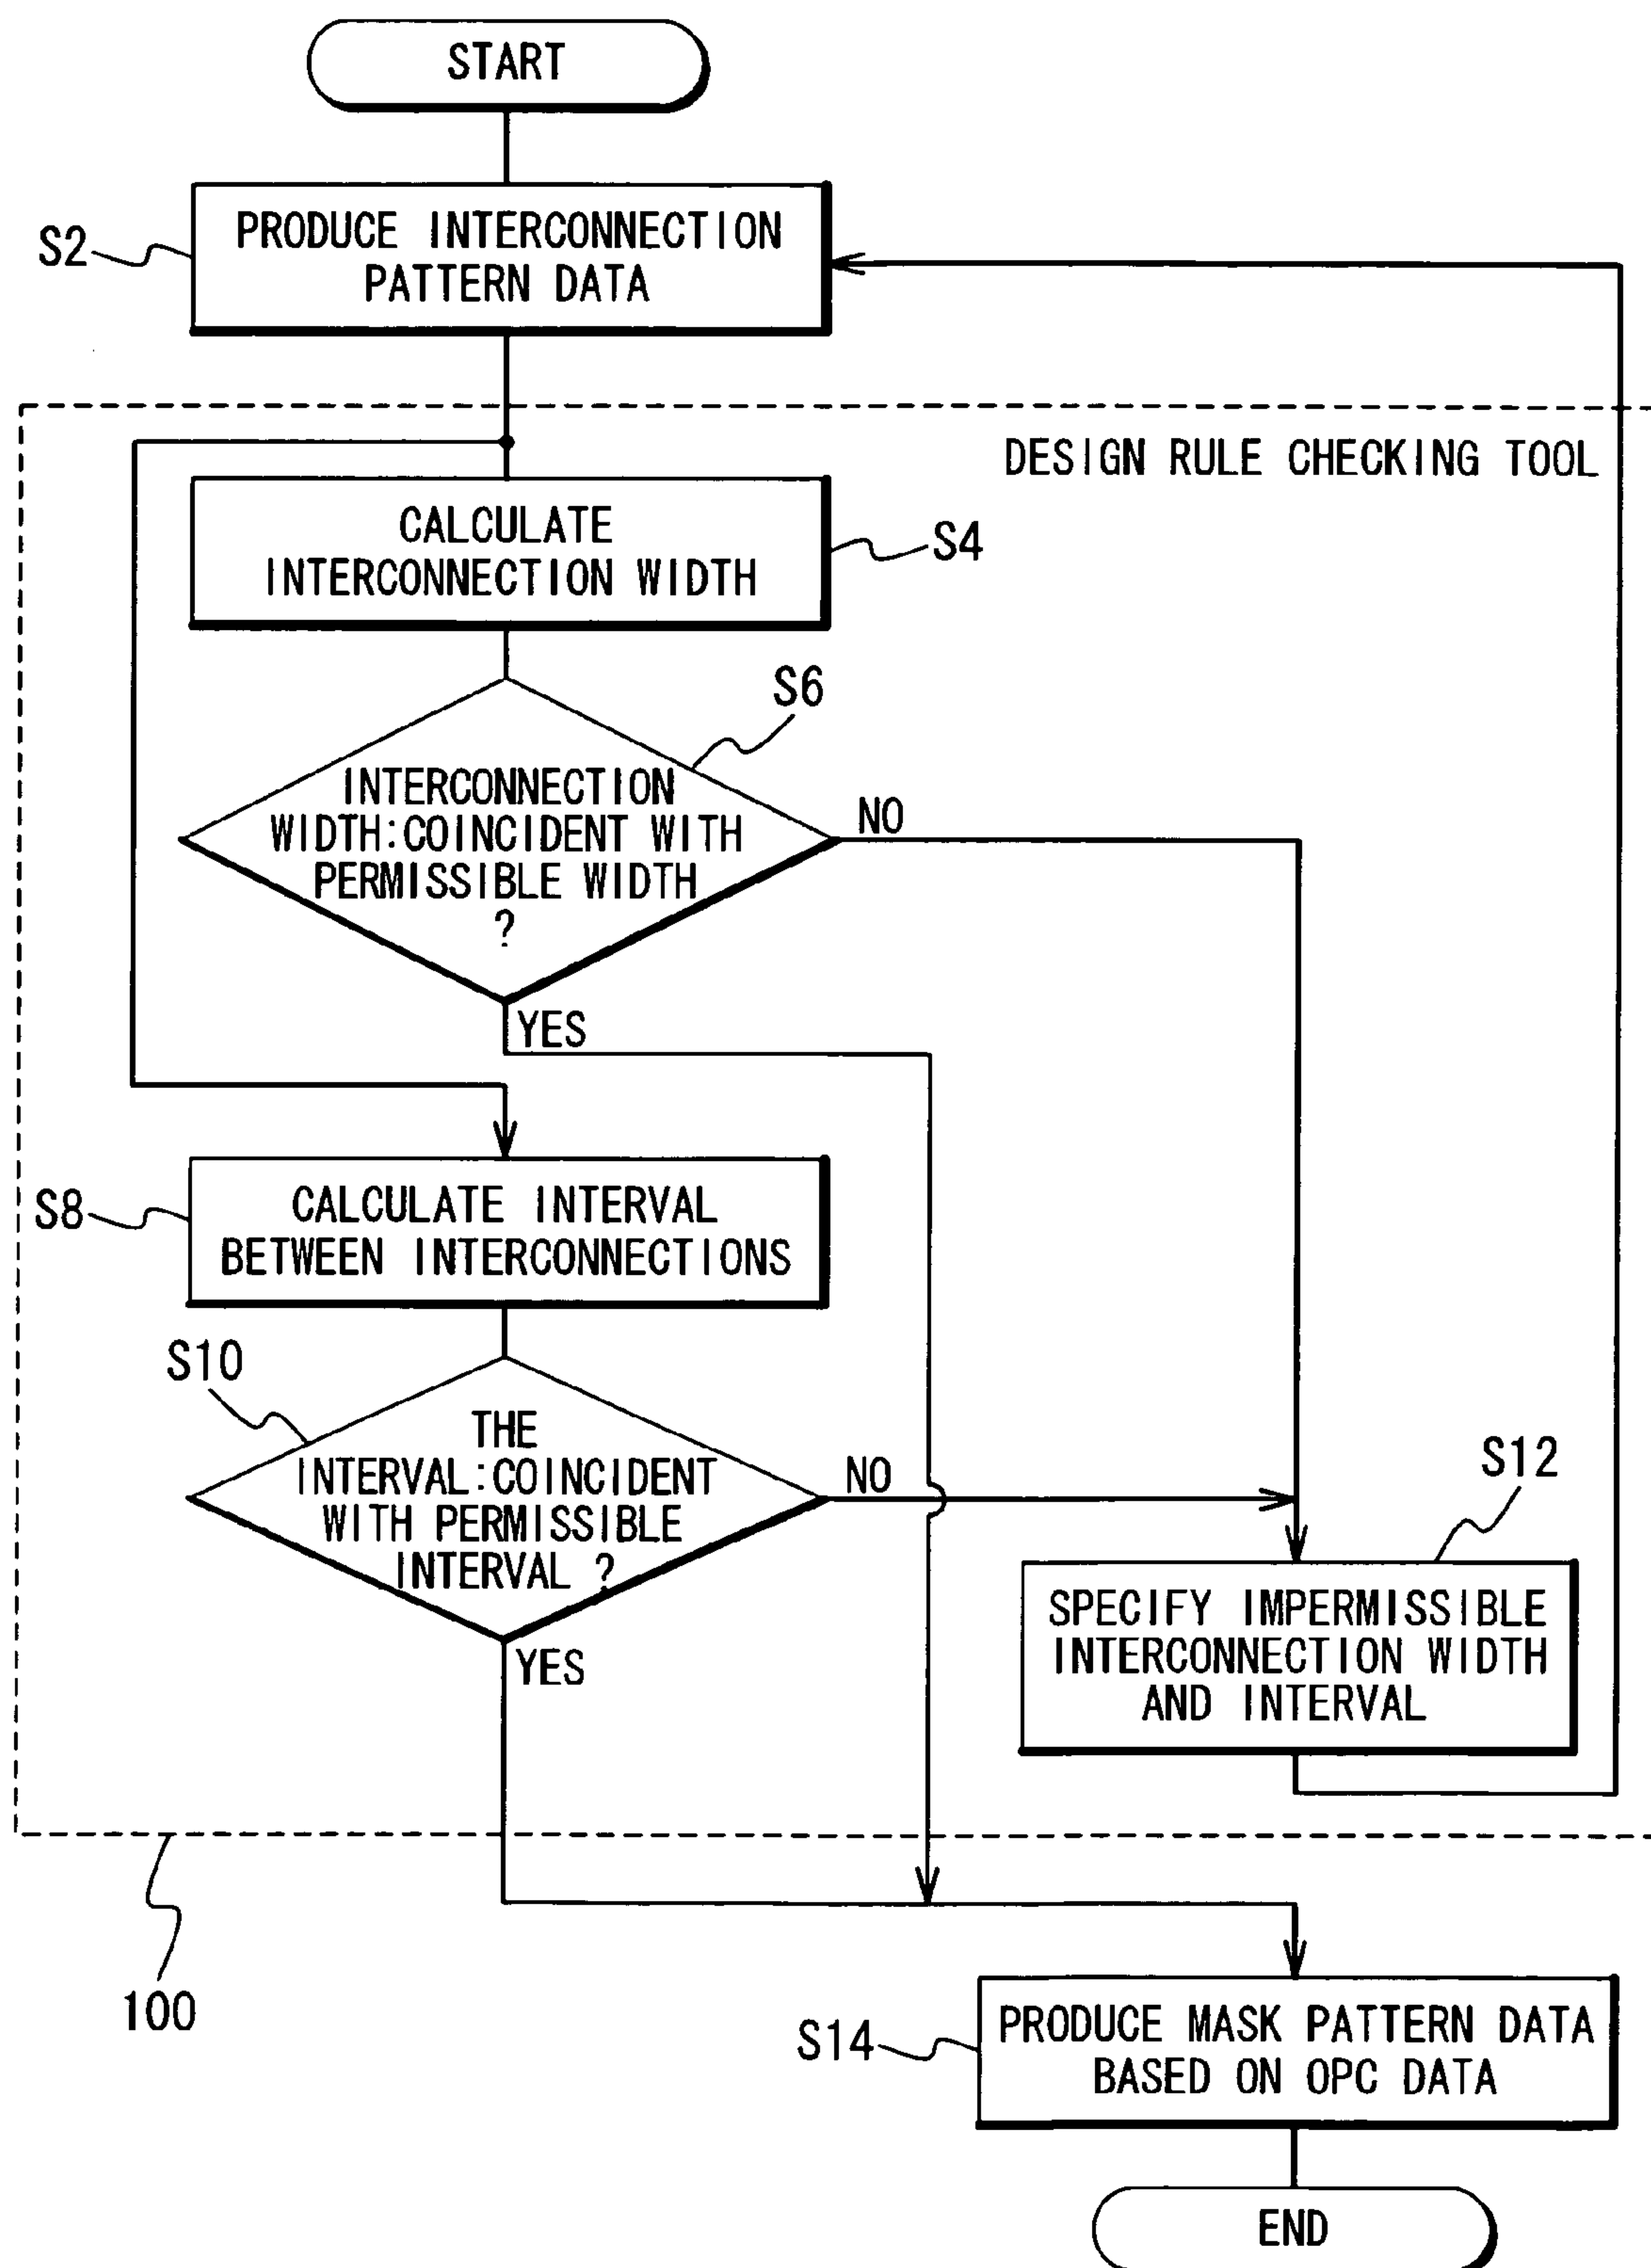 START
S2
PRODUCE INTERCONNECTION
PATTERN DATA
DESIGN RULE CHECKING TOOL
CALCULATE
INTERCONNECTION WIDTH
S4
S6
INTERCONNECTION
WIDTH:COINCIDENT WITH
PERMISSIBLE WIDTH
?
NO
YES
S8
CALCULATE INTERVAL
BETWEEN INTERCONNECTIONS
S10
THE
INTERVAL:COINCIDENT
WITH PERMISSIBLE
INTERVAL ?
NO
YES
S12
SPECIFY IMPERMISSIBLE
INTERCONNECTION WIDTH
AND INTERVAL
100
S14
PRODUCE MASK PATTERN DATA
BASED ON OPC DATA
END